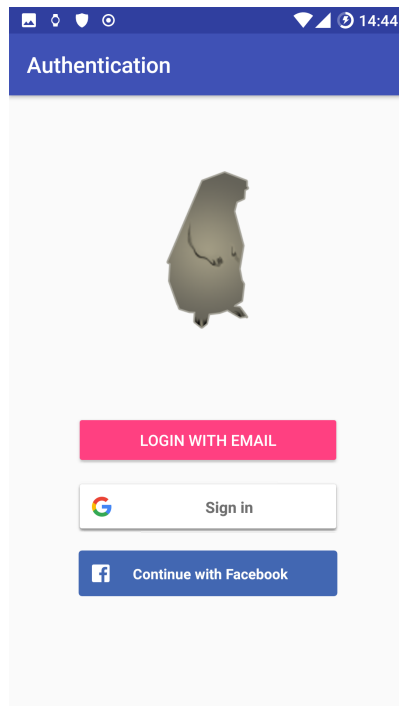 14:44
Authentication
LOGIN WITH EMAIL
Sign in
Continue with Facebook